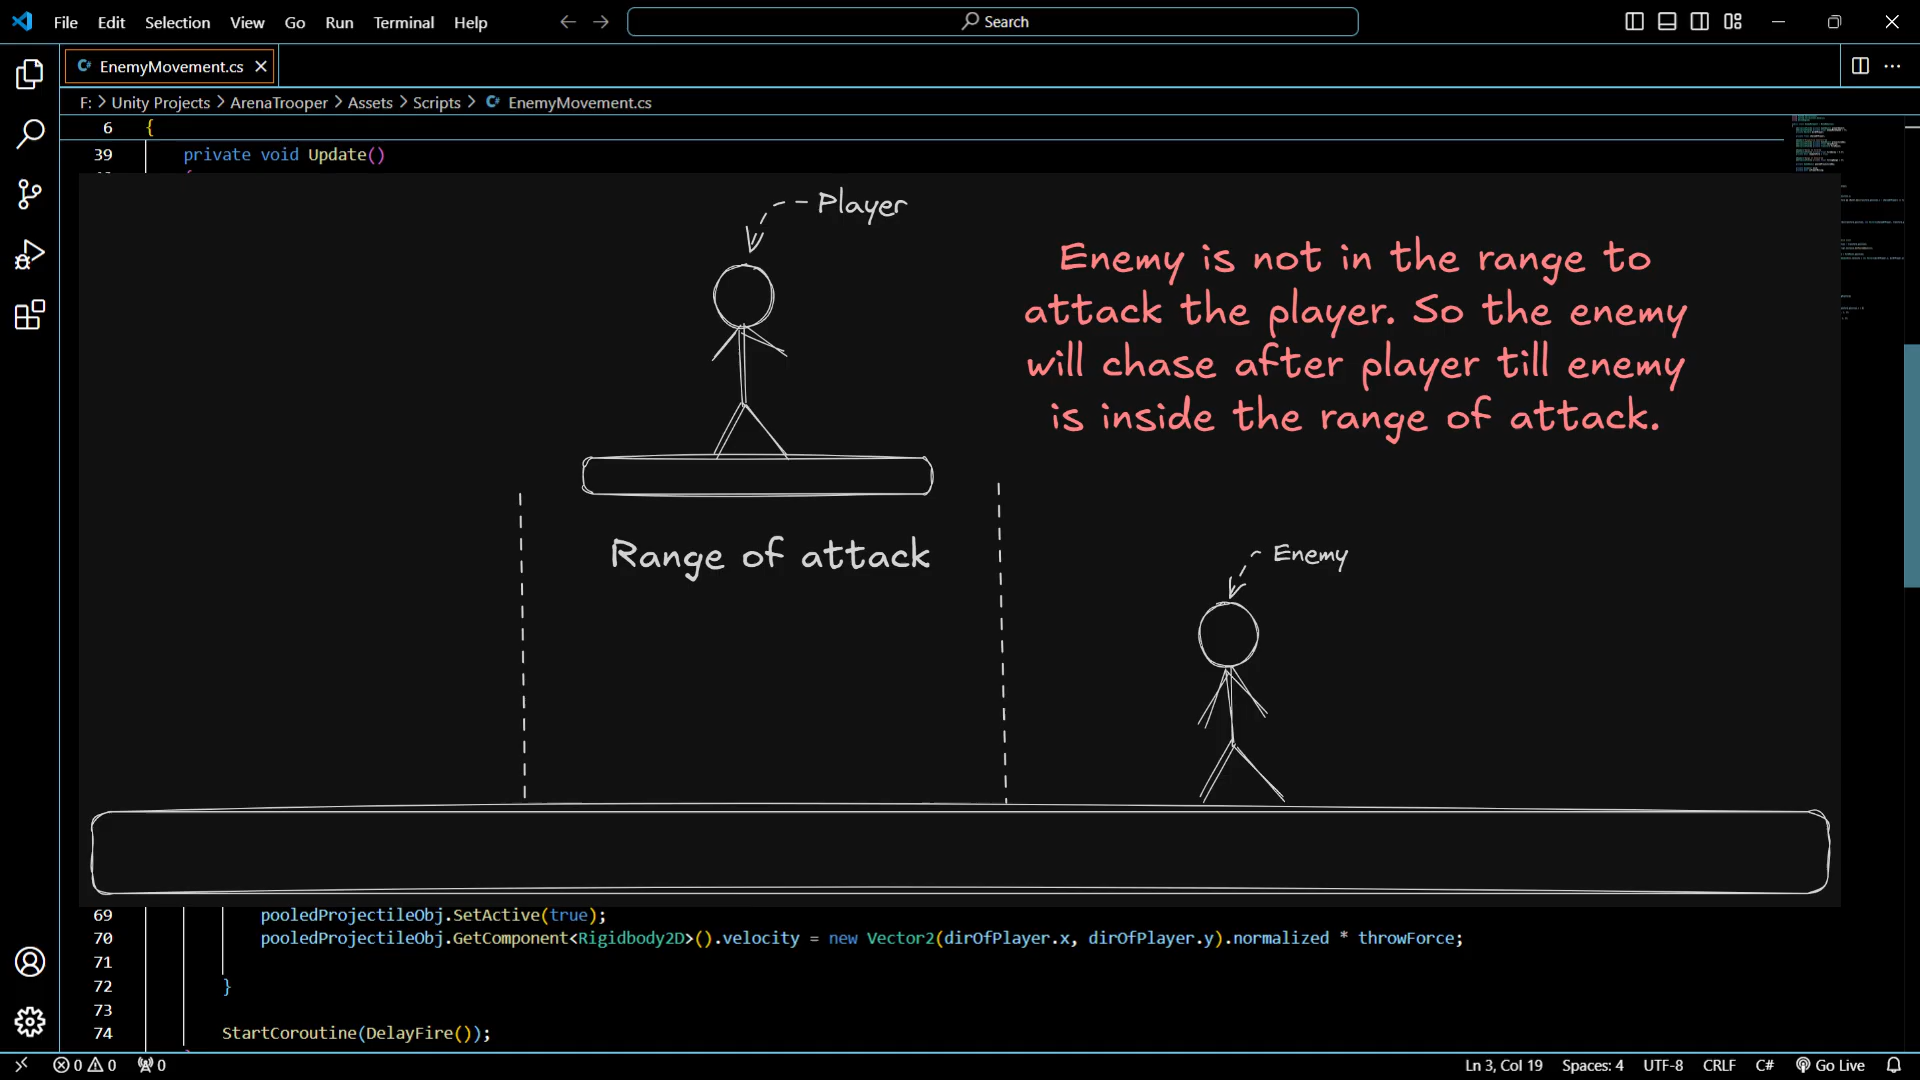 File Edit Selection View Go Run Terminal Help Search
C# EnemyMovement.cs
F: > Unity Projects > ArenaTrooper > Assets > Scripts > C# EnemyMovement.cs
6 {
39 private void Update()
Player
Enemy is not in the range to
attack the player. So the enemy
will chase after player till enemy
is inside the range of attack.
Range of attack
Enemy
69 pooledProjectileObj.SetActive(true);
70 pooledProjectileObj.GetComponent<Rigidbody2D>().velocity = new Vector2(dirOfPlayer.x, dirOfPlayer.y).normalized * throwForce;
71
72 }
73
74 StartCoroutine(DelayFire());
0 0 0 Ln 3, Col 19 Spaces: 4 UTF-8 CRLF C# Go Live